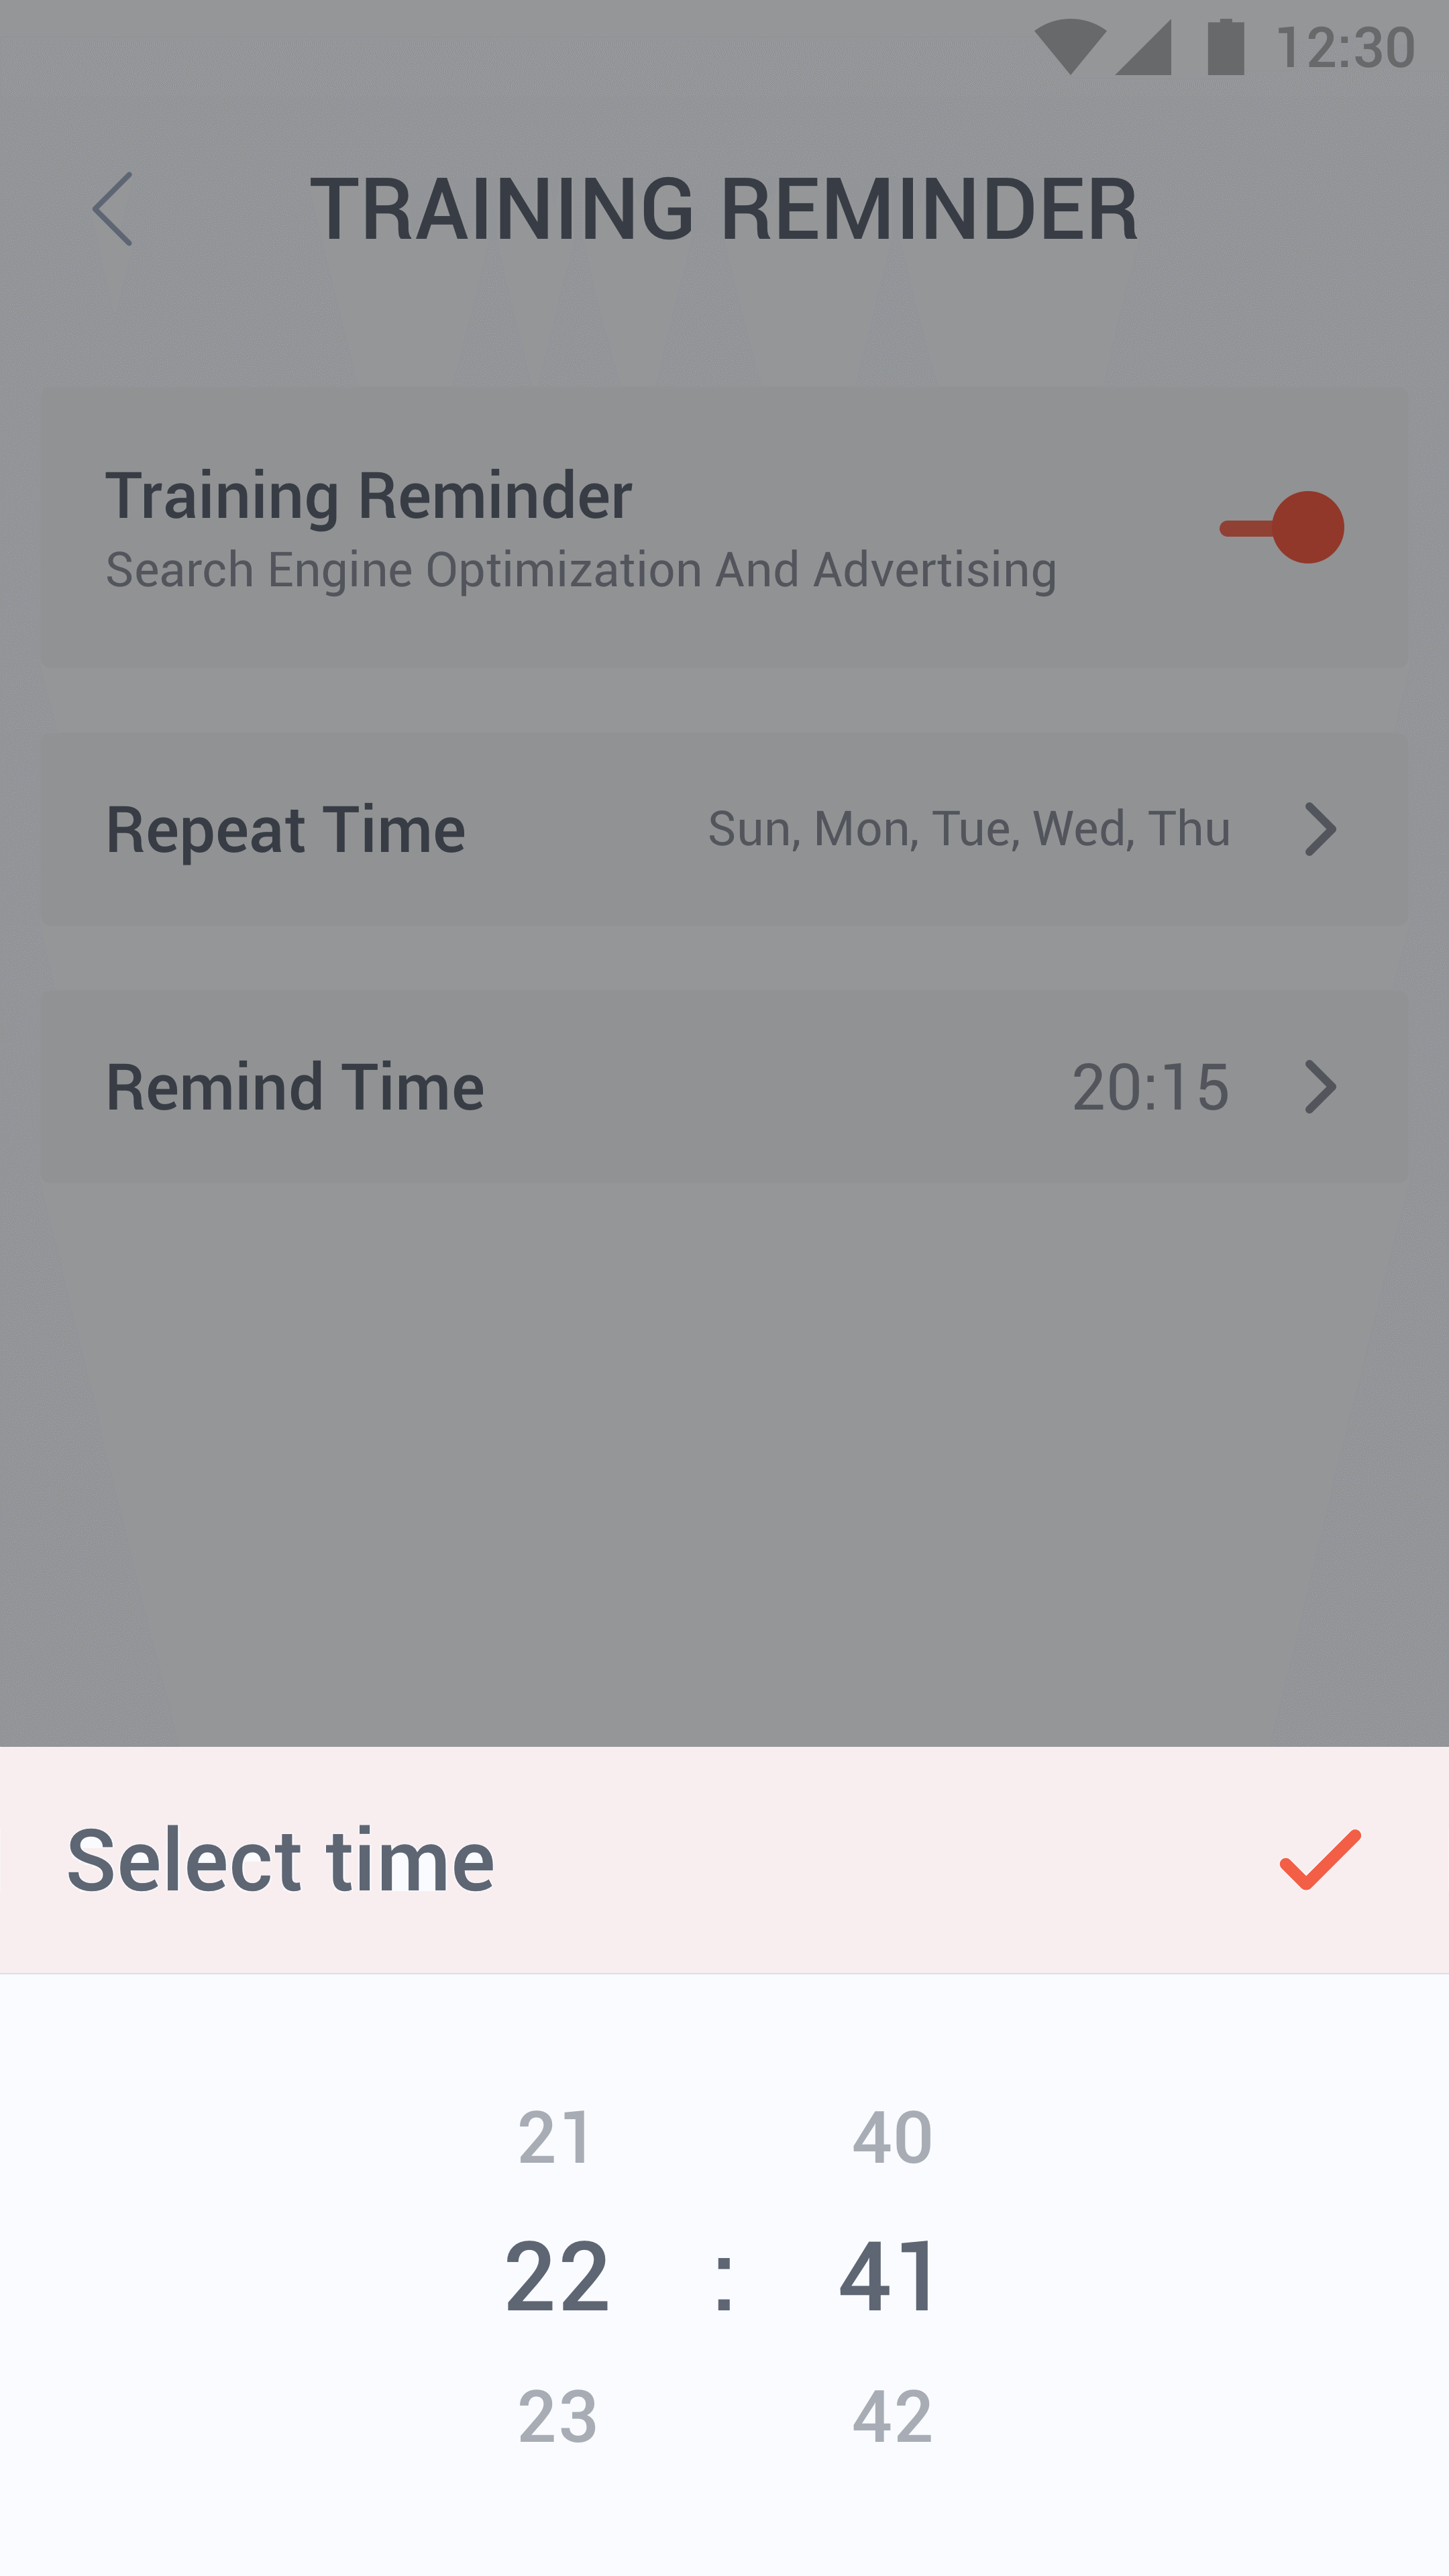 12:30
TRAINING REMINDER
Training Reminder
Search Engine Optimization And Advertising
Repeat Time Sun, Mon, Tue, Wed, Thu
Remind Time 20:15
Select time
21 40
22 : 41
23 42